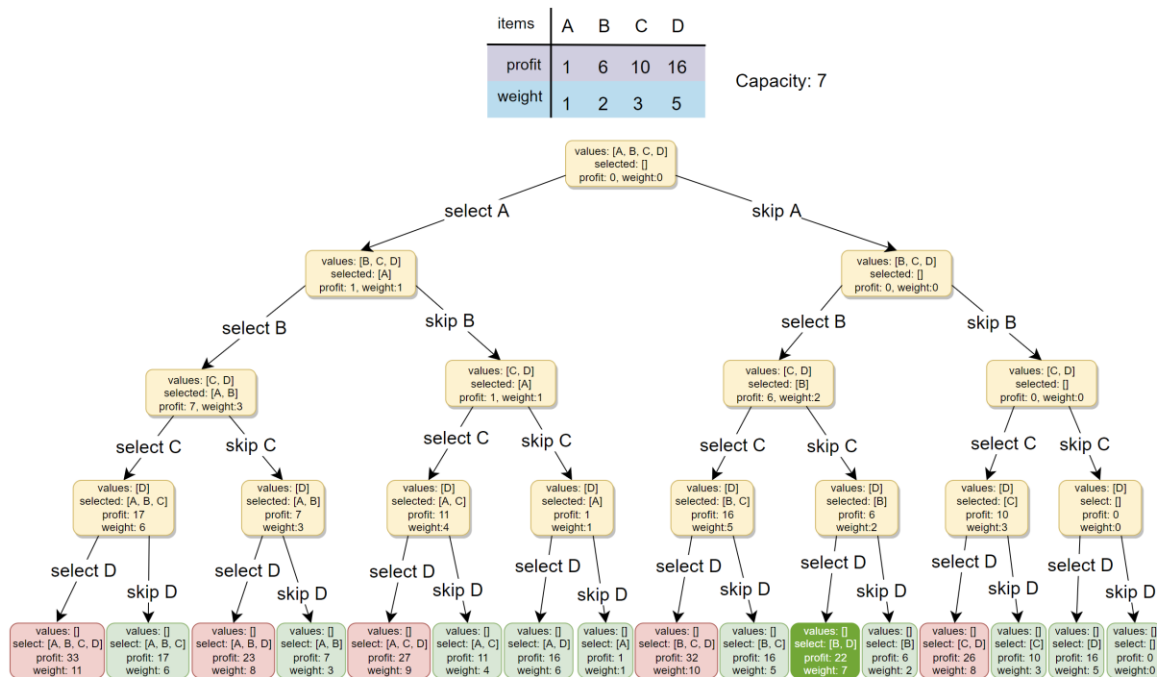 items A B C D
profit 1 6 10 16
weight 1 2 3 5
Capacity: 7
values: [A, B, C, D]
selected: []
profit: 0, weight:0
select A
skip A
values: [B, C, D]
selected: [A]
profit: 1, weight:1
values: [B, C, D]
selected: []
profit: 0, weight:0
select B
skip B
select B
skip B
values: [C, D]
selected: [A, B]
profit: 7, weight:3
values: [C, D]
selected: [A]
profit: 1, weight:1
values: [C, D]
selected: [B]
profit: 6, weight:2
values: [C, D]
selected: []
profit: 0, weight:0
select C
skip C
select C
skip C
select C
skip C
select C
skip C
values: [D]
selected: [A, B, C]
profit: 17
weight: 6
values: [D]
selected: [A, B]
profit: 7
weight:3
values: [D]
selected: [A, C]
profit: 11
weight:4
values: [D]
selected: [A]
profit: 1
weight:1
values: [D]
selected: [B, C]
profit: 16
weight:5
values: [D]
selected: [B]
profit: 6
weight:2
values: [D]
selected: [C]
profit: 10
weight:3
values: [D]
select: []
profit: 0
weight:0
select D
skip D
select D
skip D
select D
skip D
select D
skip D
select D
skip D
select D
skip D
select D
skip D
select D
skip D
values: []
select: [A, B, C, D]
profit: 33
weight: 11
values: []
select: [A, B, C]
profit: 17
weight: 6
values: []
select: [A, B, D]
profit: 23
weight: 8
values: []
select: [A, B]
profit: 7
weight: 3
values: []
select: [A, C, D]
profit: 27
weight: 9
values: []
select: [A, C]
profit: 11
weight: 4
values: []
select: [A, D]
profit: 16
weight: 6
values: []
select: [A]
profit: 1
weight: 1
values: []
select: [B, C, D]
profit: 32
weight: 10
values: []
select: [B, C]
profit: 16
weight: 5
values: []
select: [B, D]
profit: 22
weight: 7
values: []
select: [B]
profit: 6
weight: 2
values: []
select: [C, D]
profit: 26
weight: 8
values: []
select: [C]
profit: 10
weight: 3
values: []
select: [D]
profit: 16
weight: 5
values: []
select: []
profit: 0
weight: 0